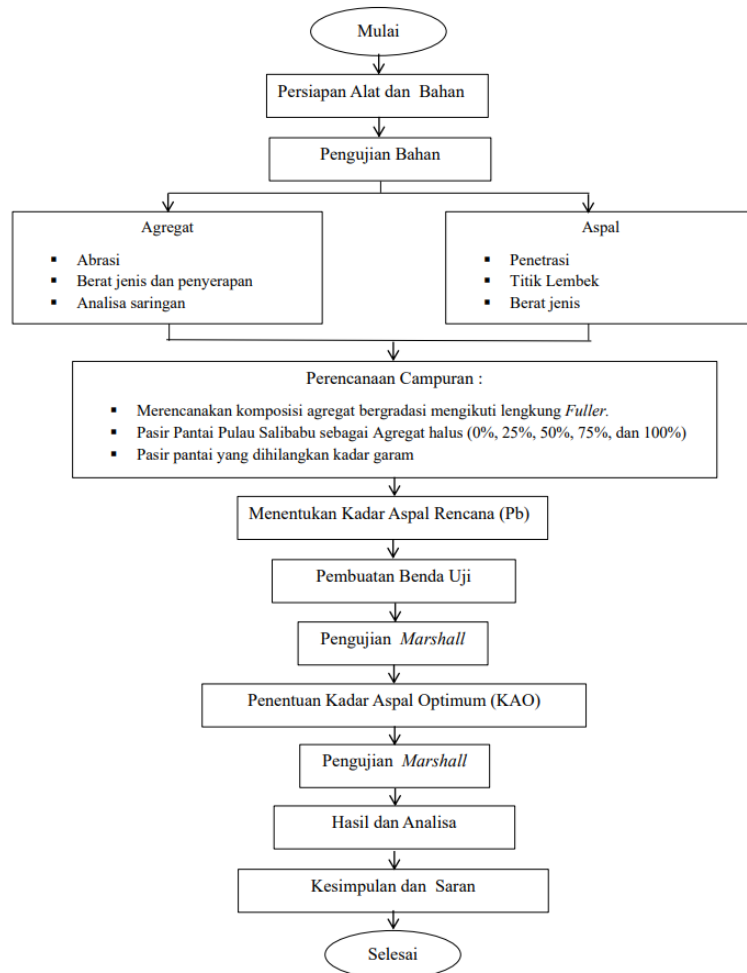 Mulai
Persiapan Alat dan Bahan
Pengujian Bahan
Agregat
▪ Abrasi
▪ Berat jenis dan penyerapan
▪ Analisa saringan
Aspal
▪ Penetrasi
▪ Titik Lembek
▪ Berat jenis
Perencanaan Campuran :
▪ Merencanakan komposisi agregat bergradasi mengikuti lengkung Fuller.
▪ Pasir Pantai Pulau Salibabu sebagai Agregat halus (0%, 25%, 50%, 75%, dan 100%)
▪ Pasir pantai yang dihilangkan kadar garam
Menentukan Kadar Aspal Rencana (Pb)
Pembuatan Benda Uji
Pengujian Marshall
Penentuan Kadar Aspal Optimum (KAO)
Pengujian Marshall
Hasil dan Analisa
Kesimpulan dan Saran
Selesai